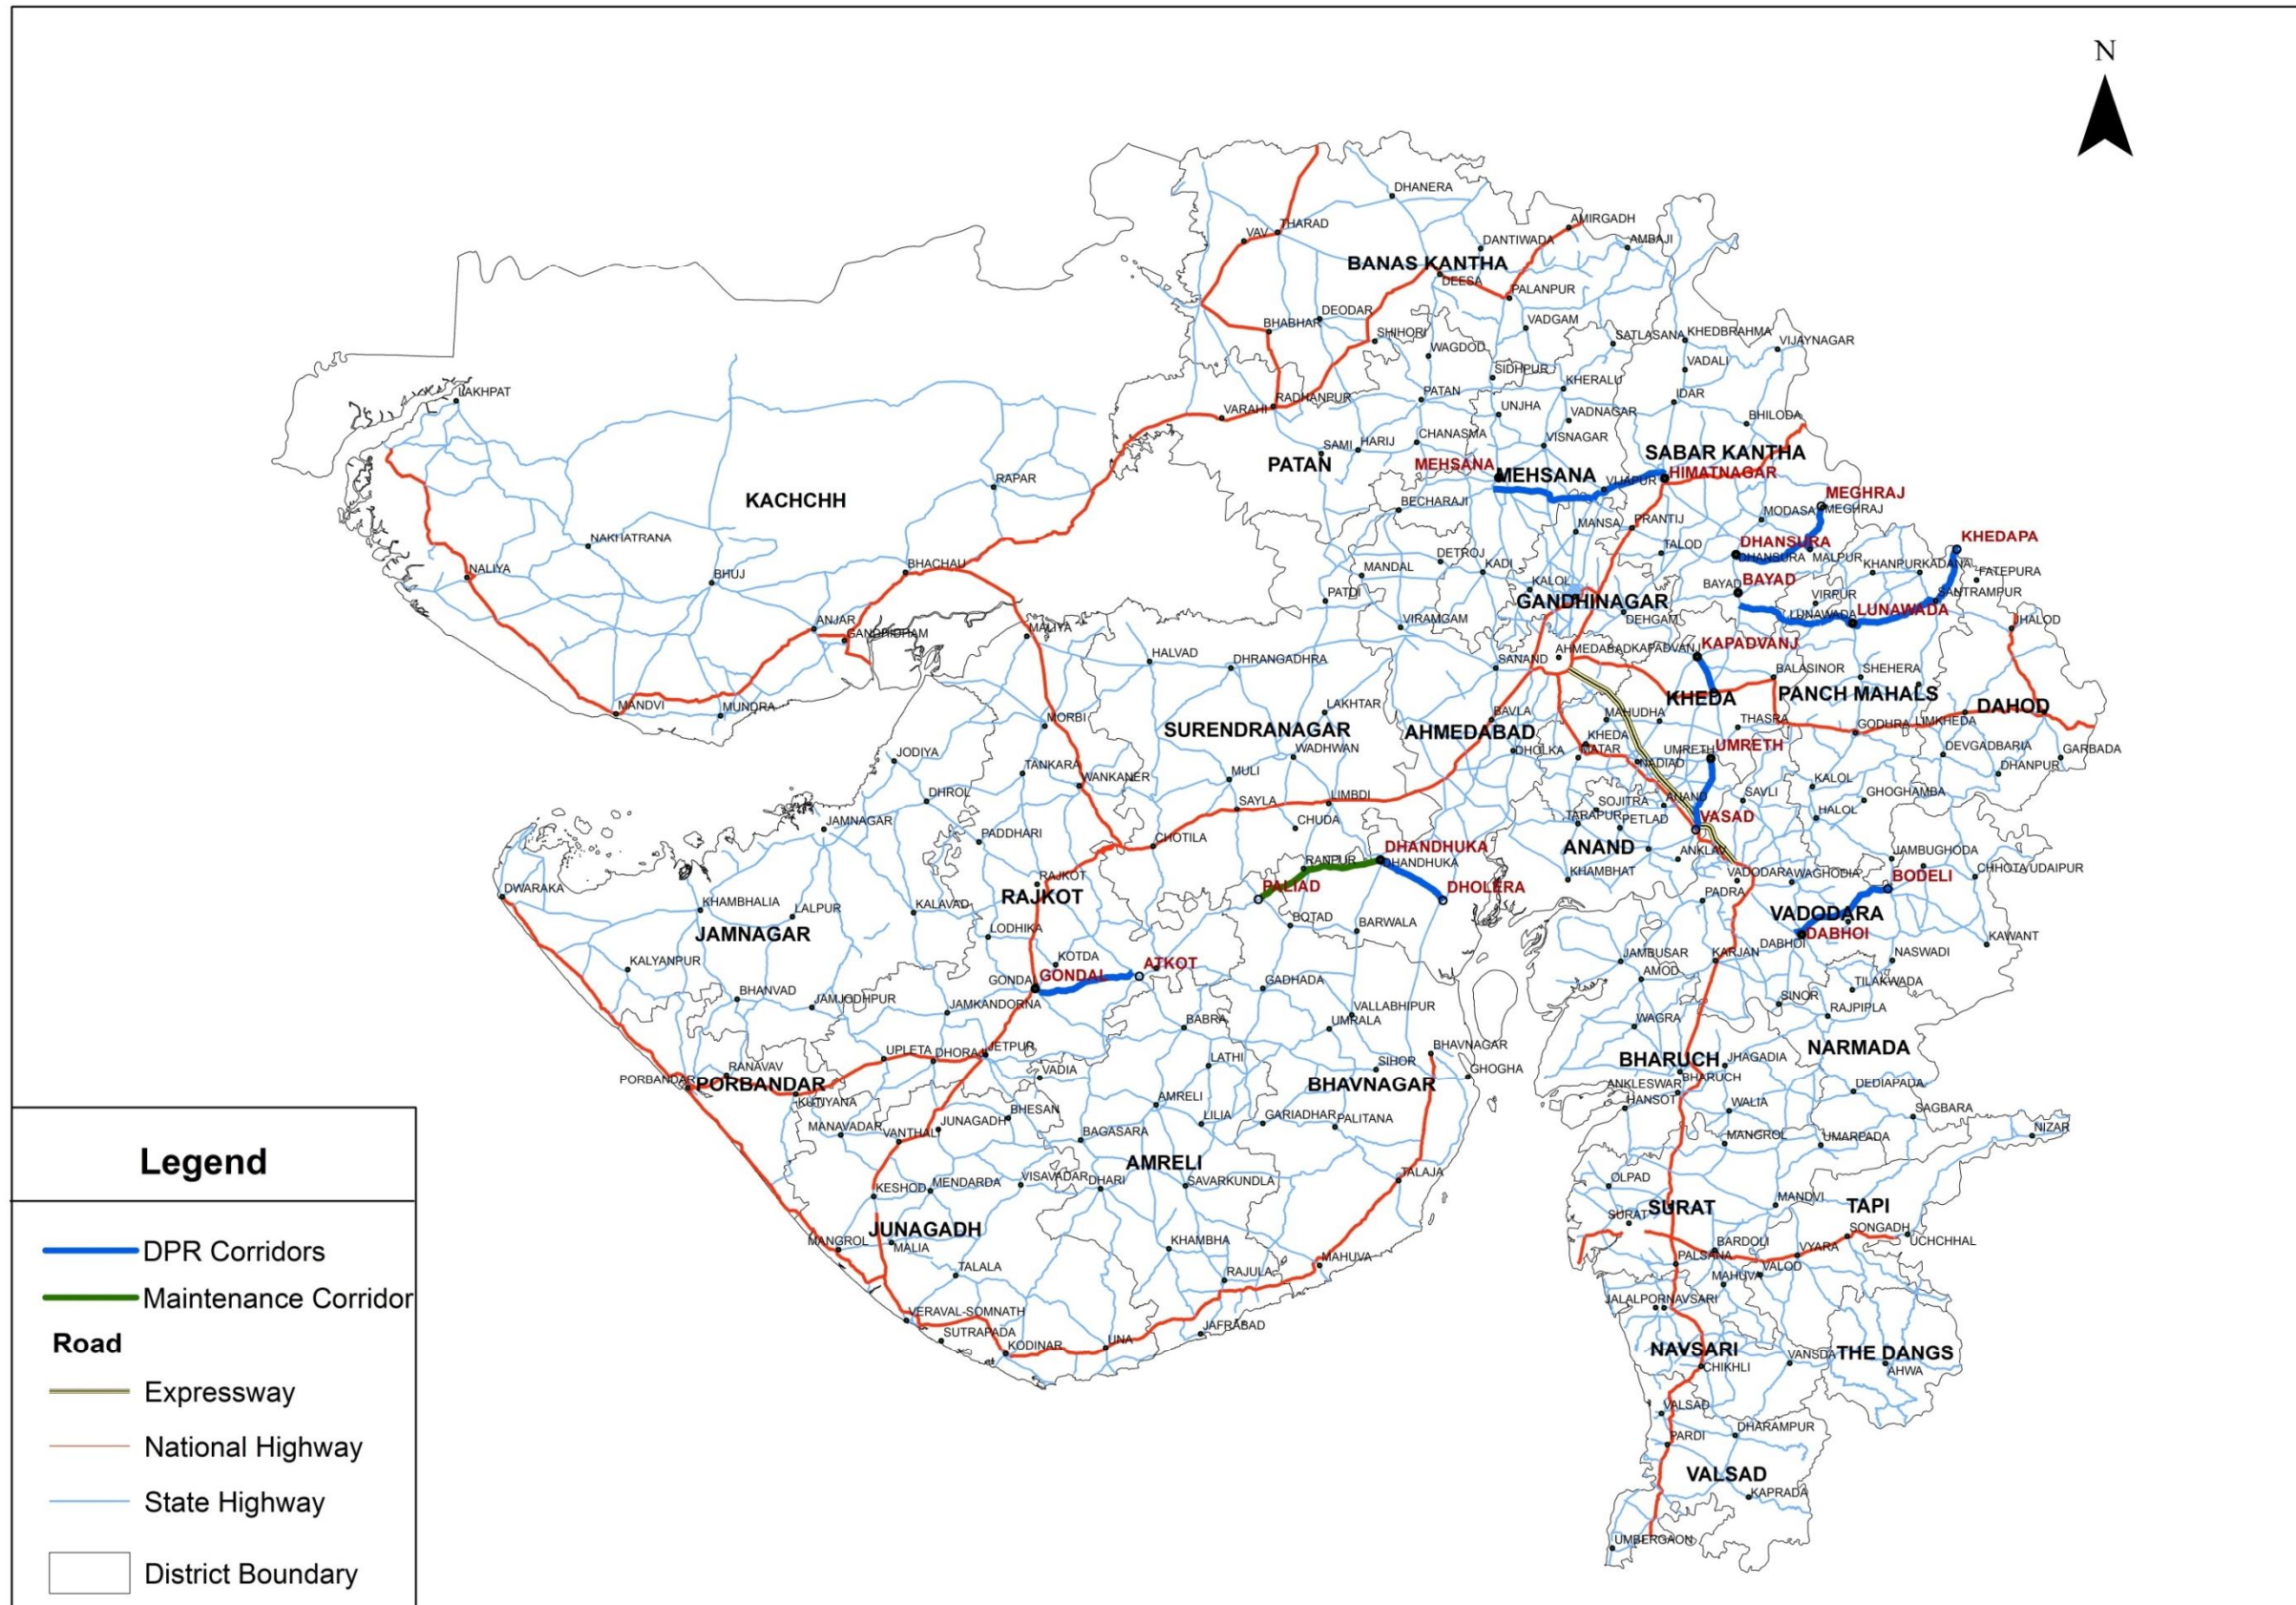 N
DHANERA
AMIRGADH
THARAD
VAV
DANTIWADA
AMBAJI
BANAS KANTHA
DEESA
PALANPUR
DEODAR
BHABHAR
VADGAM
SHIHORI
SATLASANA
KHEDBRAHMA
VIJAYNAGAR
WAGDOD
VADALI
SIDHPUR
KHERALU
LAKHPAT
PATAN
IDAR
RADHANPUR
VARAHI
UNJHA
VADNAGAR
BHILODA
CHANASMA
VISNAGAR
SAMI
HARIJ
SABAR KANTHA
PATAN
MEHSANA
MEHSANA
HIMATNAGAR
RAPAR
VIJAPUR
KACHCHH
MEGHRAJ
BECHARAJI
MODASA
MEGHRAJ
MANSA
PRANTIJ
NAKHATRANA
DHANSURA
KHEDAPA
TALOD
DETROJ
DHANSURA
MALPUR
BHACHAU
NALIYA
MANDAL
KADI
KHANPUR
KADANA
FATEPURA
BHUJ
KALOL
BAYAD
BAYAD
PATDI
GANDHINAGAR
VIRPUR
SANTRAMPUR
LUNAWADA
LUNAWADA
ANJAR
VIRAMGAM
DEHGAM
JHALOD
GANDHIDHAM
MALIYA
HALVAD
DHRANGADHRA
SANAND
AHMEDABAD
KAPADVANJ
KAPADVANJ
BALASINOR
SHEHERA
KHEDA
PANCH MAHALS
DAHOD
MANDVI
MUNDRA
LAKHTAR
MORBI
BAVLA
MAHUDHA
THASRA
GODHRA
LIMKHEDA
SURENDRANAGAR
AHMEDABAD
KHEDA
WADHWAN
DHOLKA
MATAR
UMRETH
UMRETH
DEVGADBARIA
GARBADA
JODIYA
TANKARA
WANKANER
MULI
NADIAD
KALOL
DHANPUR
DHROL
SAYLA
LIMBDI
SOJITRA
ANAND
SAVLI
GHOGHAMBA
HALOL
JAMNAGAR
CHUDA
TARAPUR
PETLAD
VASAD
PADDHARI
CHOTILA
ANAND
ANKLAV
JAMBUGHODA
DHANDHUKA
RANPUR
DHANDHUKA
KHAMBHAT
VADODARA
WAGHODIA
CHHOTAUDAIPUR
DWARAKA
RAJKOT
RAJKOT
PALIAD
DHOLERA
BODELI
PADRA
KHAMBHALIA
LALPUR
KALAVAD
BOTAD
BARWALA
VADODARA
JAMNAGAR
LODHIKA
DABHOI
DABHOI
KAWANT
KALYANPUR
KOTDA
JAMBUSAR
KARJAN
NASWADI
GONDAL
GONDAL
ATKOT
AMOD
GADHADA
TILAKWADA
BHANVAD
JAMJODHPUR
JAMKANDORNA
VALLABHIPUR
SINOR
RAJPIPLA
BABRA
UMRALA
WAGRA
UPLETA
DHORAJI
JETPUR
BHAVNAGAR
NARMADA
LATHI
SIHOR
BHARUCH
JHAGADIA
RANAVAV
VADIA
GHOGHA
PORBANDAR
PORBANDAR
BHAVNAGAR
ANKLESWAR
BHARUCH
DEDIAPADA
KUTIYANA
AMRELI
HANSOT
WALIA
BHESAN
LILIA
GARIADHAR
PALITANA
SAGBARA
MANAVADAR
VANTHALI
JUNAGADH
BAGASARA
MANGROL
UMARPADA
NIZAR
Legend
AMRELI
TALAJA
OLPAD
KESHOD
MENDARDA
VISAVADAR
DHARI
SAVARKUNDLA
MANDVI
SURAT
TAPI
SURAT
JUNAGADH
SONGADH
MANGROL
MALIA
KHAMBHA
BARDOLI
UCHCHHAL
DPR Corridors
PALSANA
VYARA
TALALA
RAJULA
MAHUVA
MAHUVA
VALOD
Maintenance Corridor
JALALPOR
NAVSARI
VERAVAL-SOMNATH
SUTRAPADA
JAFRABAD
Road
KODINAR
UNA
NAVSARI
VANSDA
THE DANGS
CHIKHLI
AHWA
Expressway
VALSAD
DHARAMPUR
National Highway
PARDI
VALSAD
KAPRADA
State Highway
UMBERGAON
District Boundary